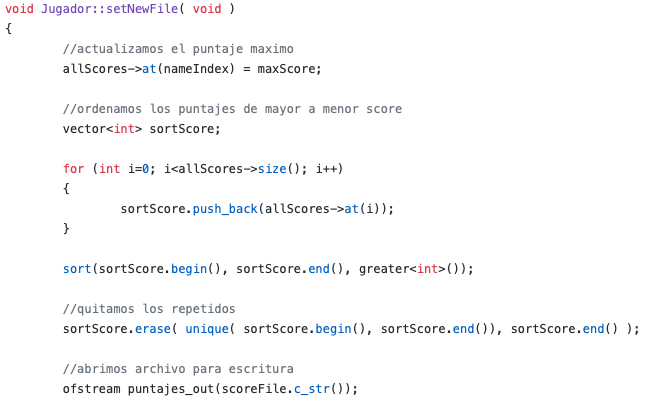 void Jugador::setNewFile( void )
{
//actualizamos el puntaje maximo
allScores->at(nameIndex) = maxScore;
//ordenamos los puntajes de mayor a menor score
vector<int> sortScore;
for (int i=0; i<allScores->size(); i++)
{
sortScore.push_back(allScores->at(i));
}
sort(sortScore.begin(), sortScore.end(), greater<int>());
//quitamos los repetidos
sortScore.erase( unique( sortScore.begin(), sortScore.end()), sortScore.end() );
//abrimos archivo para escritura
ofstream puntajes_out(scoreFile.c_str());